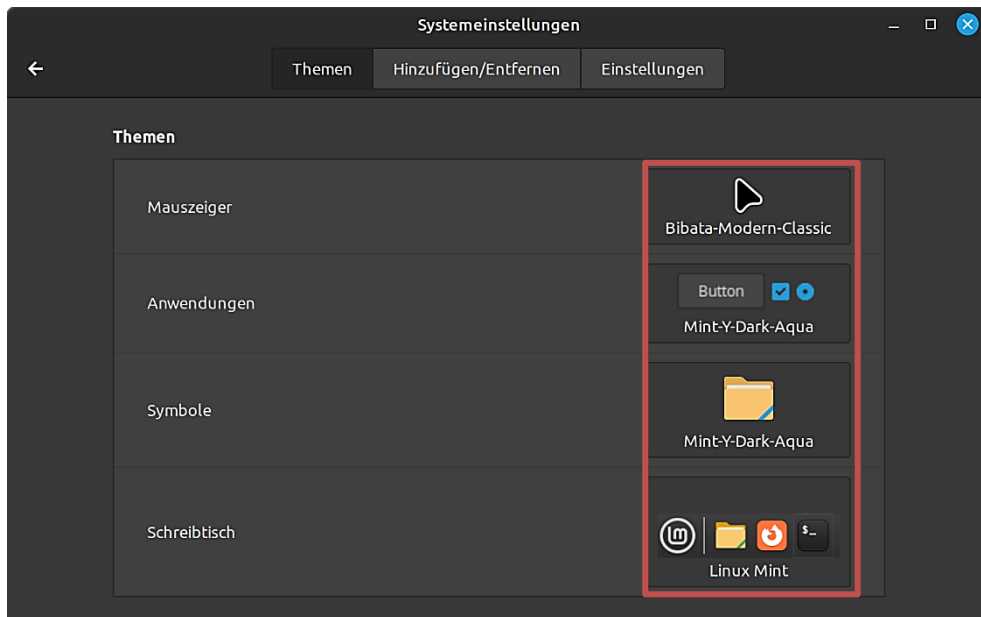 Systemeinstellungen
Themen Hinzufügen/Entfernen Einstellungen
Themen
Mauszeiger
Bibata-Modern-Classic
Anwendungen
Button
Mint-Y-Dark-Aqua
Symbole
Mint-Y-Dark-Aqua
Schreibtisch
$_
Linux Mint